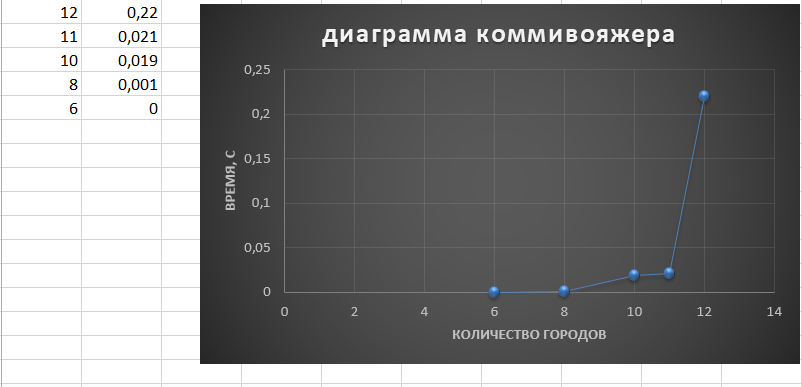 12 0,22
11 0,021
10 0,019
8 0,001
6 0
диаграмма коммивояжера
0,25
0,2
0,15
0,1
0,05
0
ВРЕМЯ, С
0 2 4 6 8 10 12 14
КОЛИЧЕСТВО ГОРОДОВ